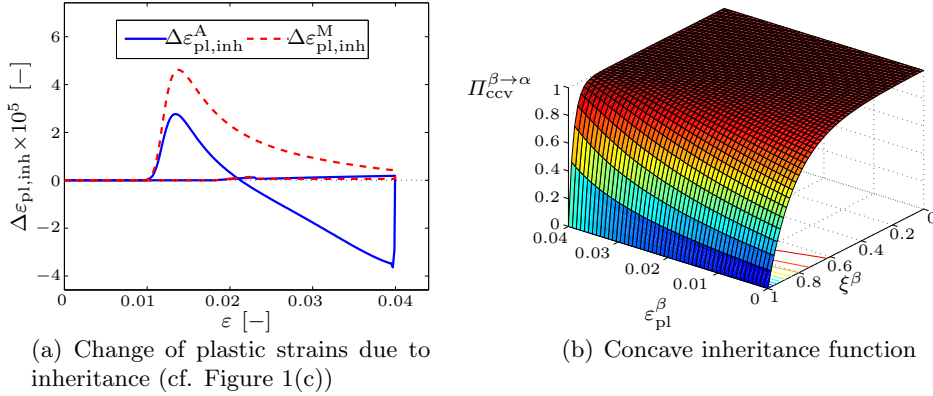 Δε^A_pl,inh Δε^M_pl,inh
Δε_pl,inh×10^5 [−]
6
4
2
0
−2
−4
0 0.01 0.02 0.03 0.04
ε [−]
(a) Change of plastic strains due to
inheritance (cf. Figure 1(c))
Π^β→α_ccv
1
0.8
0.6
0.4
0.2
0
0.04 0.03 0.02 0.01 0
ε^β_pl
1 0.8 0.6 0.4 0.2 0
ξ^β
(b) Concave inheritance function